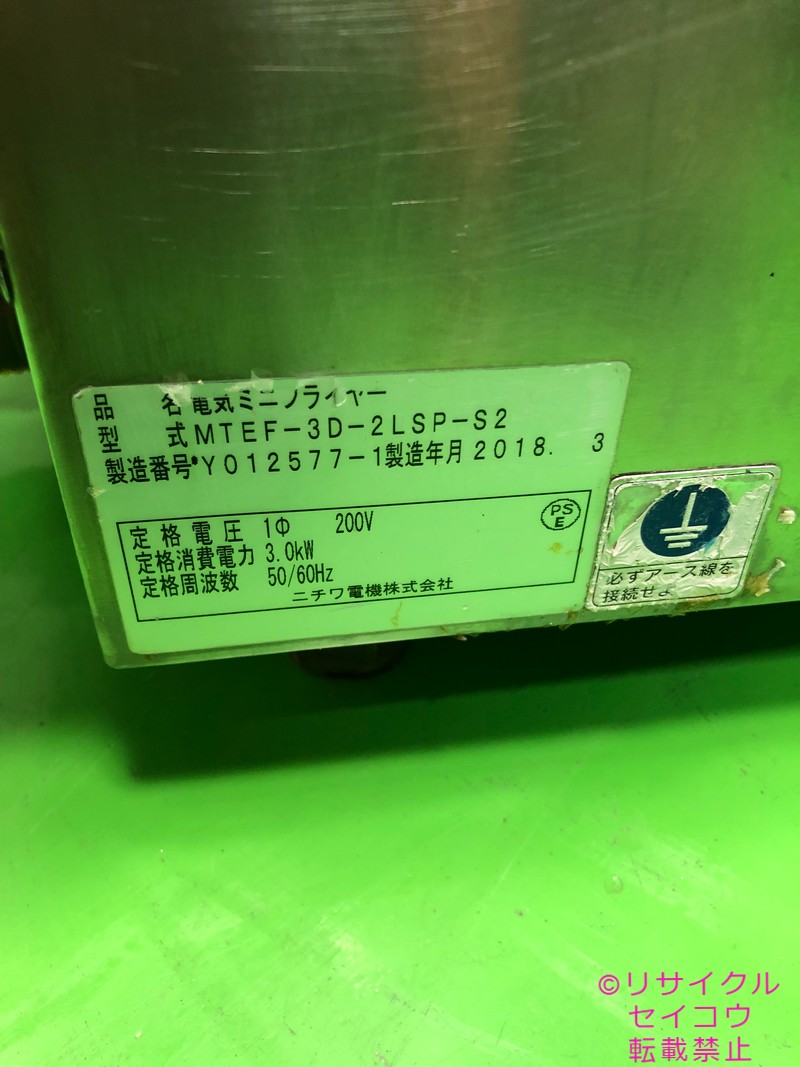 品 名 電気ミニフライヤー
型 式 MTEF-3D-2LSP-S2
製造番号 Y012577-1 製造年月 2018. 3
定格電圧 1Φ 200V
定格消費電力 3.0kW
定格周波数 50/60Hz
ニチワ電機株式会社
PS
E
必ずアース線を
接続せよ
©リサイクル
セイコウ
転載禁止